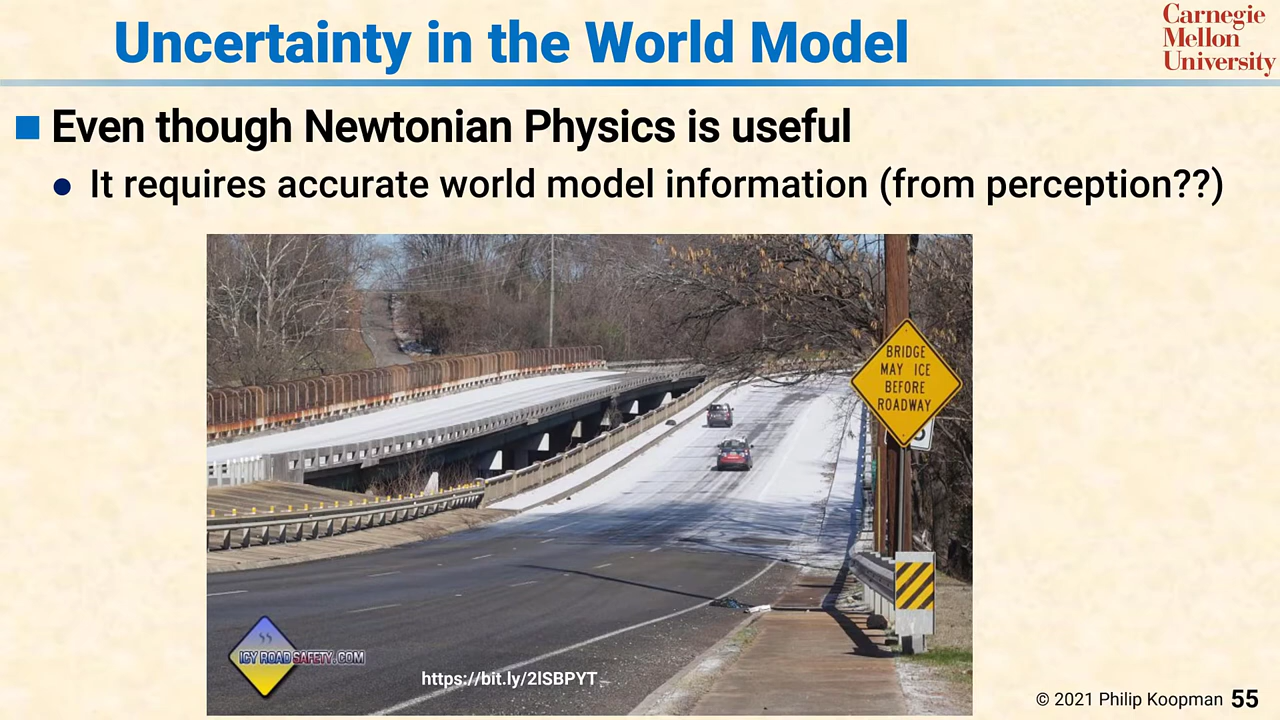 Uncertainty in the World Model
Carnegie
Mellon
University
Even though Newtonian Physics is useful
It requires accurate world model information (from perception??)
BRIDGE
MAY ICE
BEFORE
ROADWAY
ICY ROAD SAFETY.COM
https://bit.ly/2lSBPYT
© 2021 Philip Koopman 55